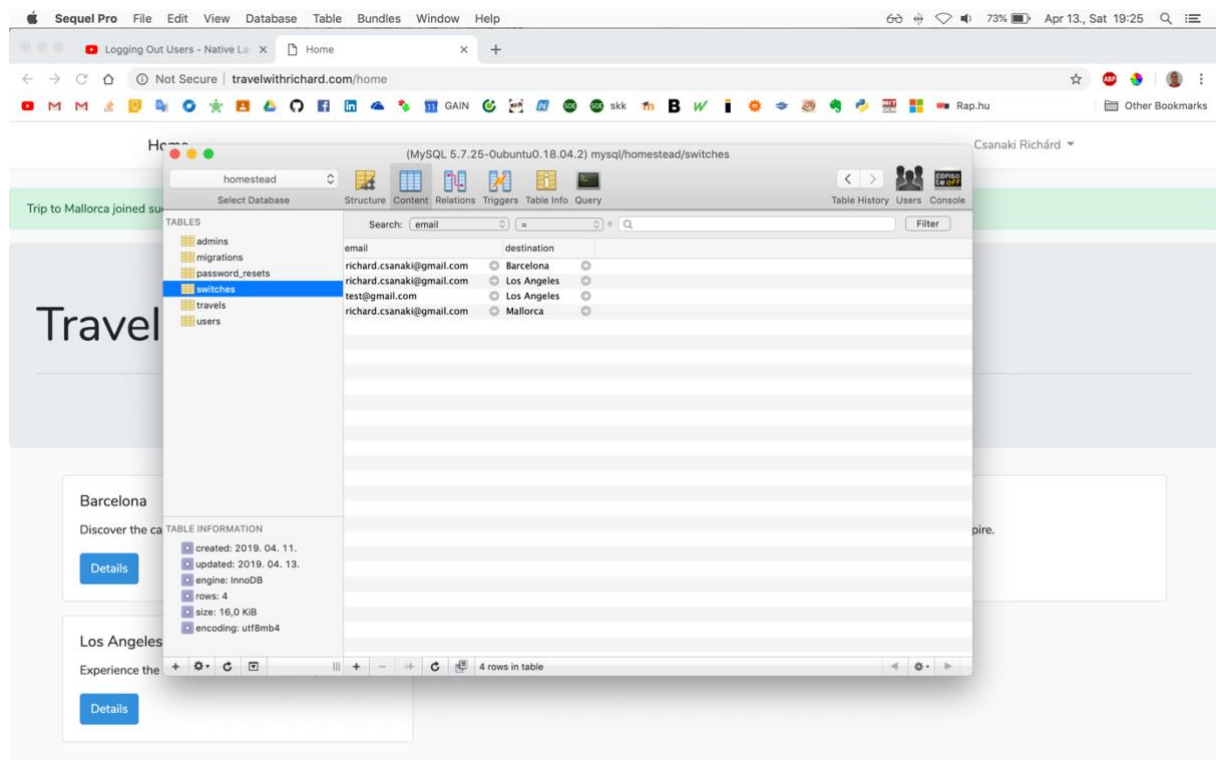 Sequel Pro File Edit View Database Table Bundles Window Help 73% Apr 13., Sat 19:25
Logging Out Users - Native La Home
Not Secure travelwithrichard.com/home
GAIN skk Rap.hu Other Bookmarks
Home Csanaki Richárd
Trip to Mallorca joined su
(MySQL 5.7.25-0ubuntu0.18.04.2) mysql/homestead/switches
homestead
Select Database Structure Content Relations Triggers Table Info Query Table History Users Console
TABLES
admins
migrations
password_resets
switches
travels
users
Search: email = Filter
email destination
richard.csanaki@gmail.com Barcelona
richard.csanaki@gmail.com Los Angeles
test@gmail.com Los Angeles
richard.csanaki@gmail.com Mallorca
TABLE INFORMATION
created: 2019. 04. 11.
updated: 2019. 04. 13.
engine: InnoDB
rows: 4
size: 16,0 KiB
encoding: utf8mb4
4 rows in table
Travel
Barcelona
Discover the ca
pire.
Details
Los Angeles
Experience the
Details